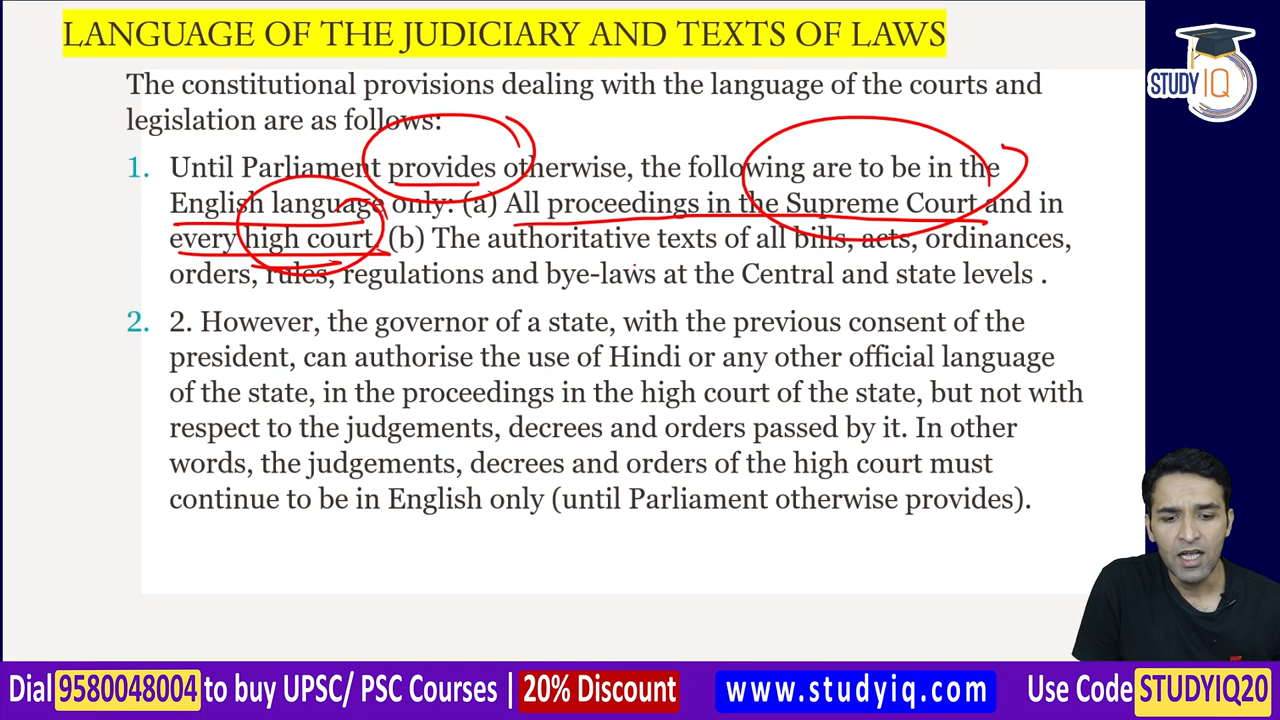 LANGUAGE OF THE JUDICIARY AND TEXTS OF LAWS
STUDY IQ
The constitutional provisions dealing with the language of the courts and
legislation are as follows:
1. Until Parliament provides otherwise, the following are to be in the
English language only: (a) All proceedings in the Supreme Court and in
every high court. (b) The authoritative texts of all bills, acts, ordinances,
orders, rules, regulations and bye-laws at the Central and state levels .
2. 2. However, the governor of a state, with the previous consent of the
president, can authorise the use of Hindi or any other official language
of the state, in the proceedings in the high court of the state, but not with
respect to the judgements, decrees and orders passed by it. In other
words, the judgements, decrees and orders of the high court must
continue to be in English only (until Parliament otherwise provides).
Dial 9580048004 to buy UPSC/ PSC Courses | 20% Discount www.studyiq.com Use Code STUDYIQ20